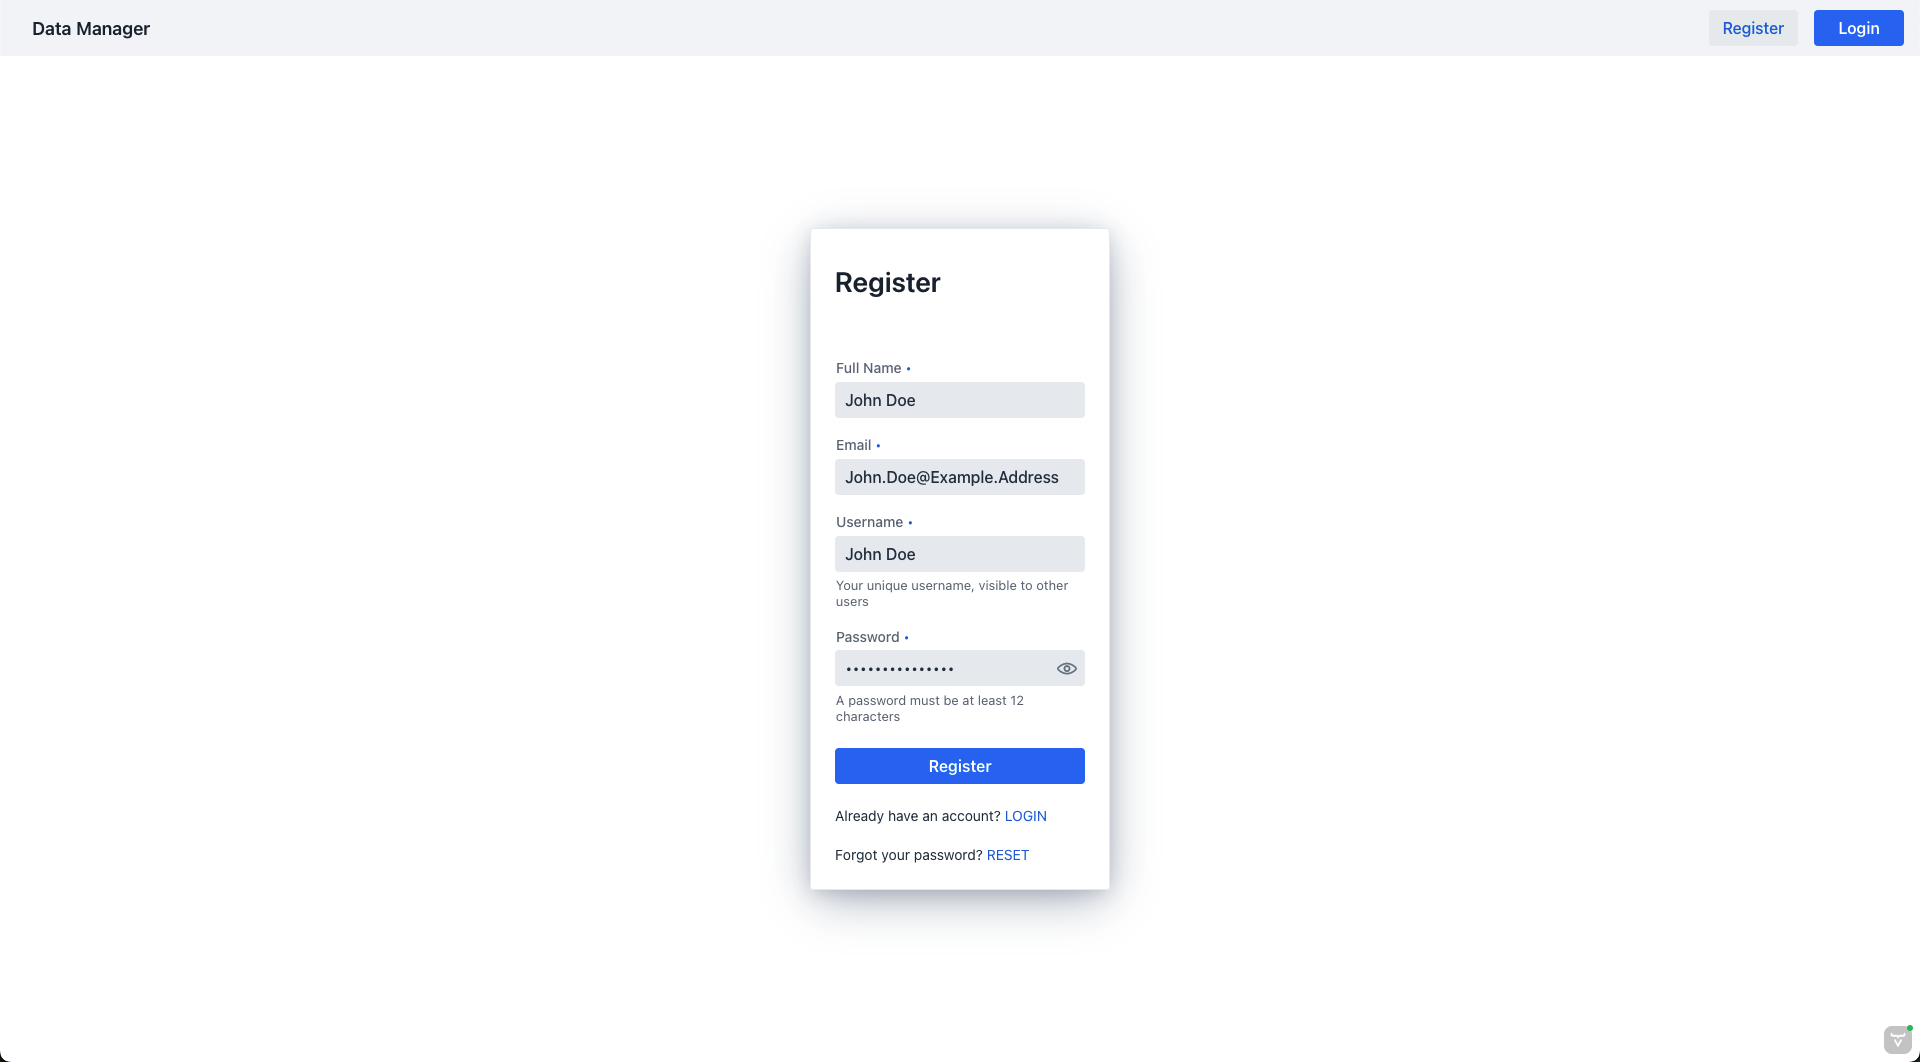 Data Manager
Register
Login
Register
Full Name •
John Doe
Email •
John.Doe@Example.Address
Username •
John Doe
Your unique username, visible to other
users
Password •
•••••••••••••••
A password must be at least 12
characters
Register
Already have an account? LOGIN
Forgot your password? RESET